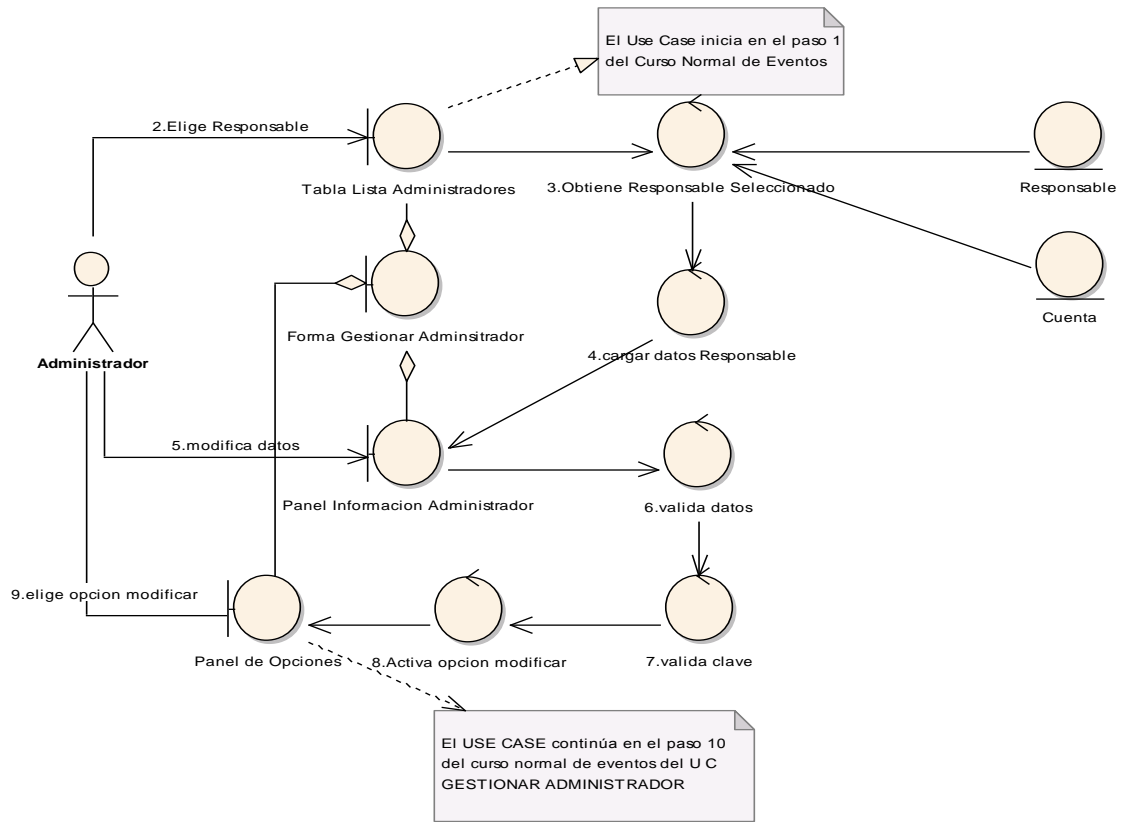 El Use Case inicia en el paso 1
del Curso Normal de Eventos
2.Elige Responsable
Tabla Lista Administradores
3.Obtiene Responsable Seleccionado
Responsable
Cuenta
Forma Gestionar Adminsitrador
4.cargar datos Responsable
Administrador
5.modifica datos
Panel Informacion Administrador
6.valida datos
9.elige opcion modificar
Panel de Opciones
8.Activa opcion modificar
7.valida clave
El USE CASE continúa en el paso 10
del curso normal de eventos del U C
GESTIONAR ADMINISTRADOR